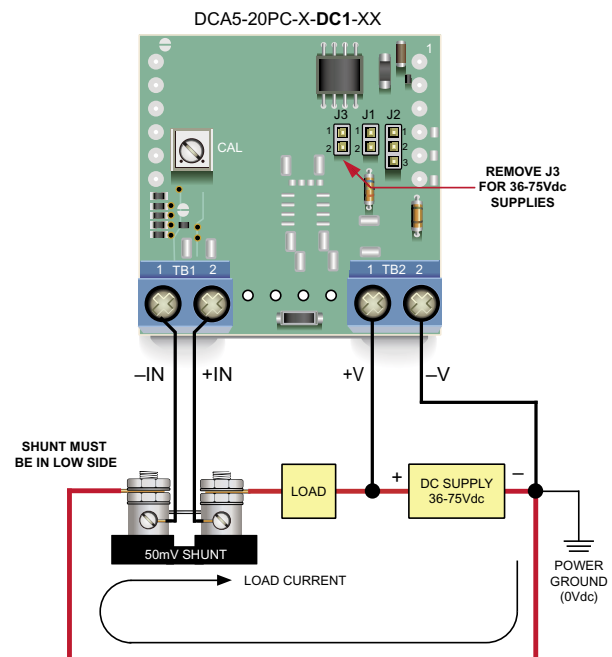 DCA5-20PC-X-DC1-XX
1
J3 J1 J2
1 1 1
2 2 2
3
CAL
REMOVE J3
FOR 36-75Vdc
SUPPLIES
1 TB1 2
1 TB2 2
–IN +IN
+V –V
SHUNT MUST
BE IN LOW SIDE
LOAD
+ –
DC SUPPLY
36-75Vdc
50mV SHUNT
LOAD CURRENT
POWER
GROUND
(0Vdc)